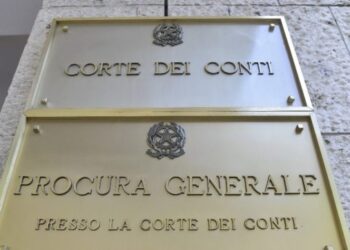 CORTE DEI CONTI
PROCURA GENERALE
PRESSO LA CORTE DEI CONTI